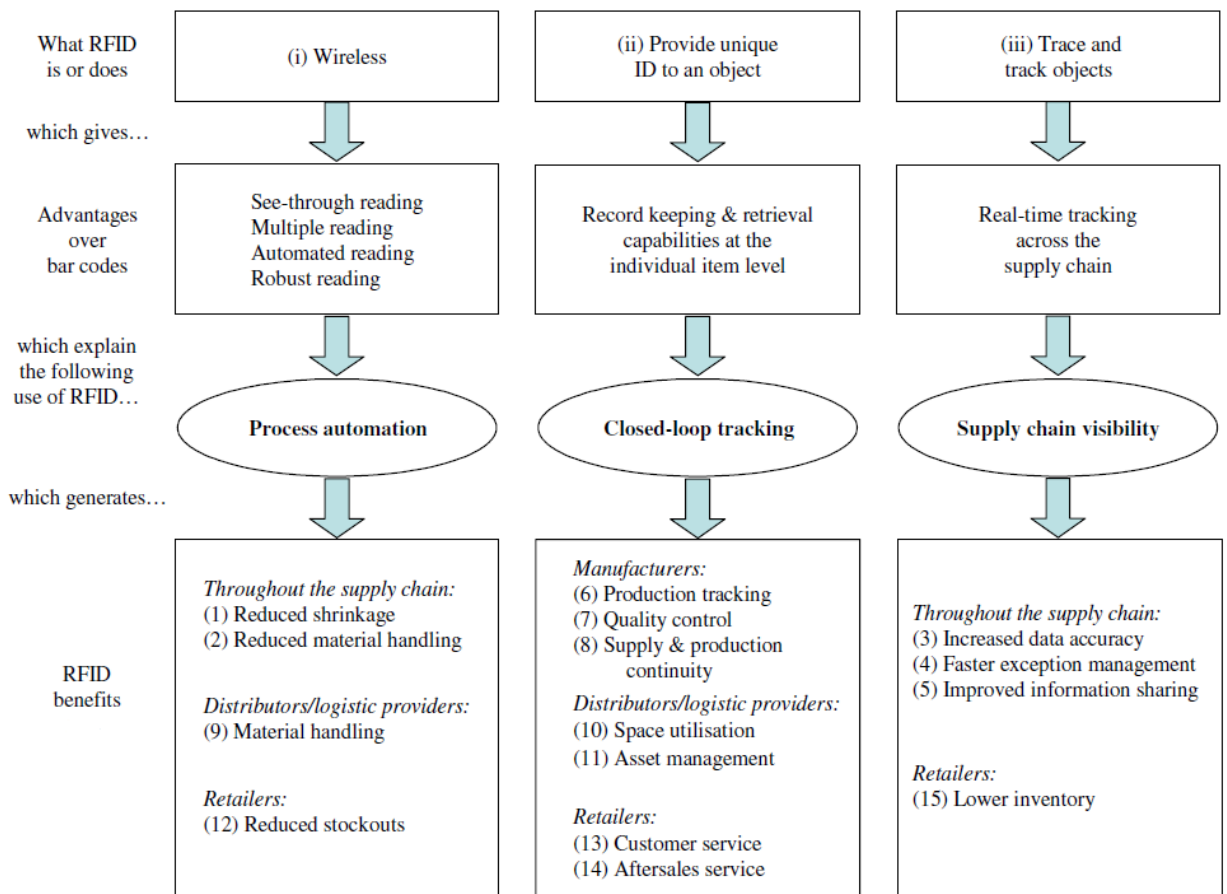 What RFID
is or does
(i) Wireless
(ii) Provide unique
ID to an object
(iii) Trace and
track objects
which gives…
Advantages
over
bar codes
See-through reading
Multiple reading
Automated reading
Robust reading
Record keeping & retrieval
capabilities at the
individual item level
Real-time tracking
across the
supply chain
which explain
the following
use of RFID…
Process automation
Closed-loop tracking
Supply chain visibility
which generates…
RFID
benefits
Throughout the supply chain:
(1) Reduced shrinkage
(2) Reduced material handling
Distributors/logistic providers:
(9) Material handling
Retailers:
(12) Reduced stockouts
Manufacturers:
(6) Production tracking
(7) Quality control
(8) Supply & production
continuity
Distributors/logistic providers:
(10) Space utilisation
(11) Asset management
Retailers:
(13) Customer service
(14) Aftersales service
Throughout the supply chain:
(3) Increased data accuracy
(4) Faster exception management
(5) Improved information sharing
Retailers:
(15) Lower inventory